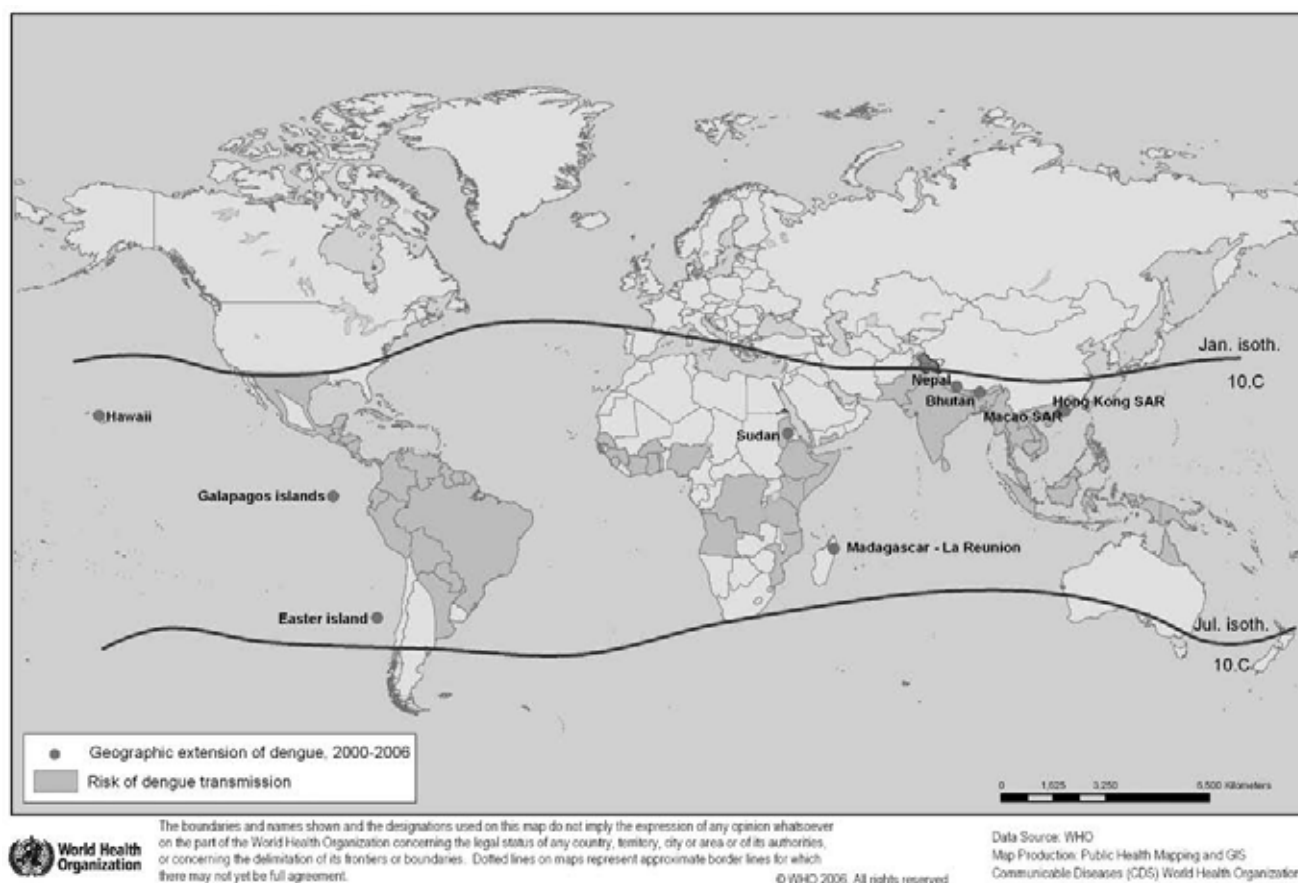 Jan. isoth.
10.C
Nepal
Bhutan
Hong Kong SAR
Macao SAR
Hawaii
Sudan
Galapagos islands
Madagascar - La Reunion
Easter island
Jul. isoth.
10.C
Geographic extension of dengue, 2000-2006
Risk of dengue transmission
0 1,625 3,250 6,500 Kilometers
World Health
Organization
The boundaries and names shown and the designations used on this map do not imply the expression of any opinion whatsoever
on the part of the World Health Organization concerning the legal status of any country, territory, city or area or of its authorities,
or concerning the delimitation of its frontiers or boundaries. Dotted lines on maps represent approximate border lines for which
there may not yet be full agreement.
© WHO 2006. All rights reserved
Data Source: WHO
Map Production: Public Health Mapping and GIS
Communicable Diseases (CDS) World Health Organization